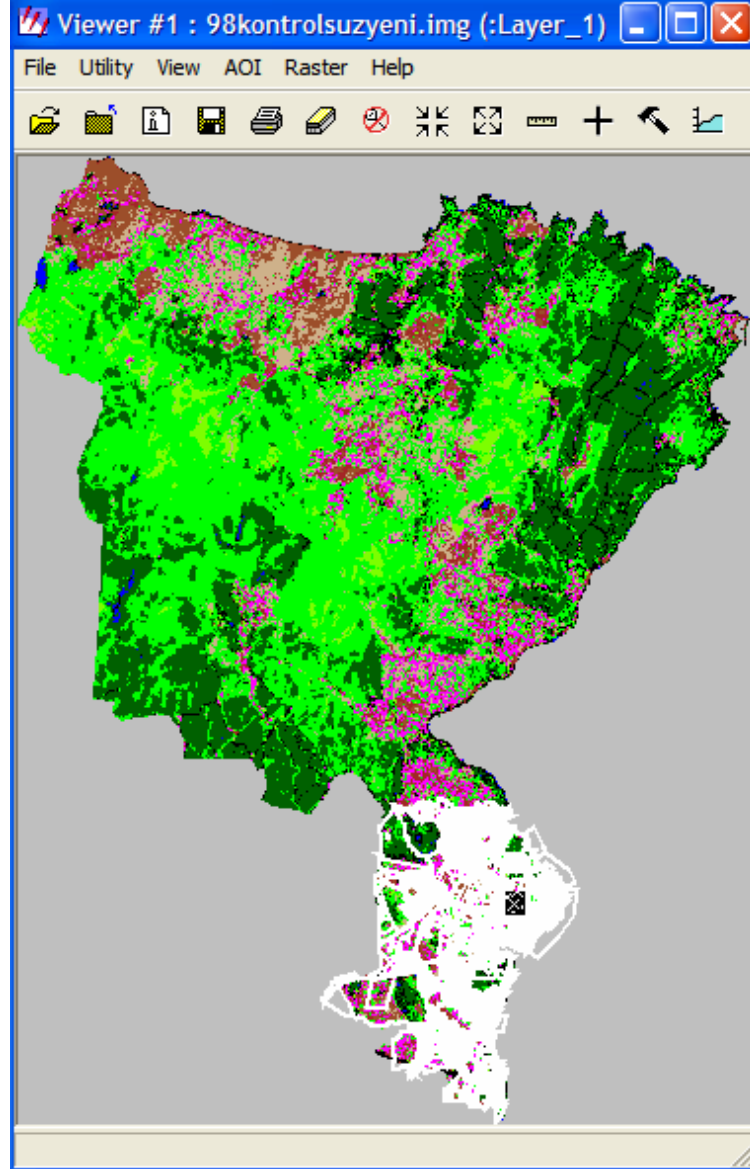 Viewer #1 : 98kontrolsuzyeni.img (:Layer_1)
File Utility View AOI Raster Help